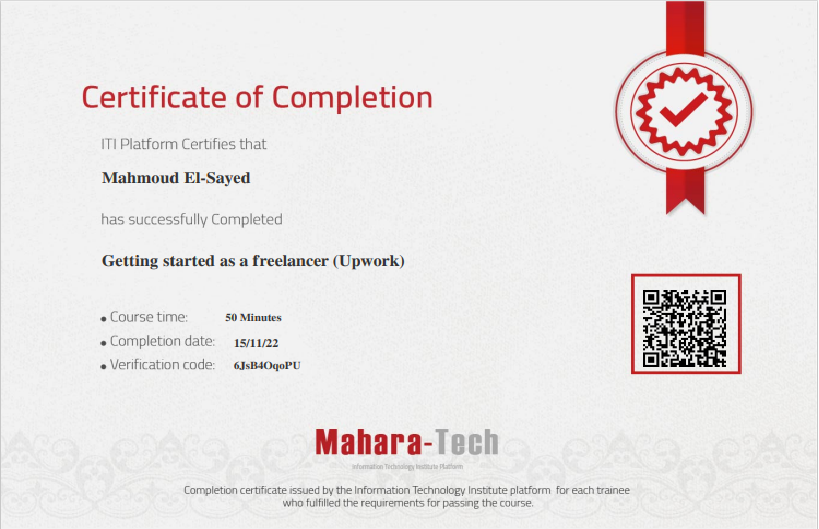 Certificate of Completion
ITI Platform Certifies that
Mahmoud El-Sayed
has successfully Completed
Getting started as a freelancer (Upwork)
• Course time: 50 Minutes
• Completion date: 15/11/22
• Verification code: 6JsB4OqoPU
Mahara-Tech
Information Technology Institute Platform
Completion certificate issued by the Information Technology Institute platform for each trainee
who fulfilled the requirements for passing the course.